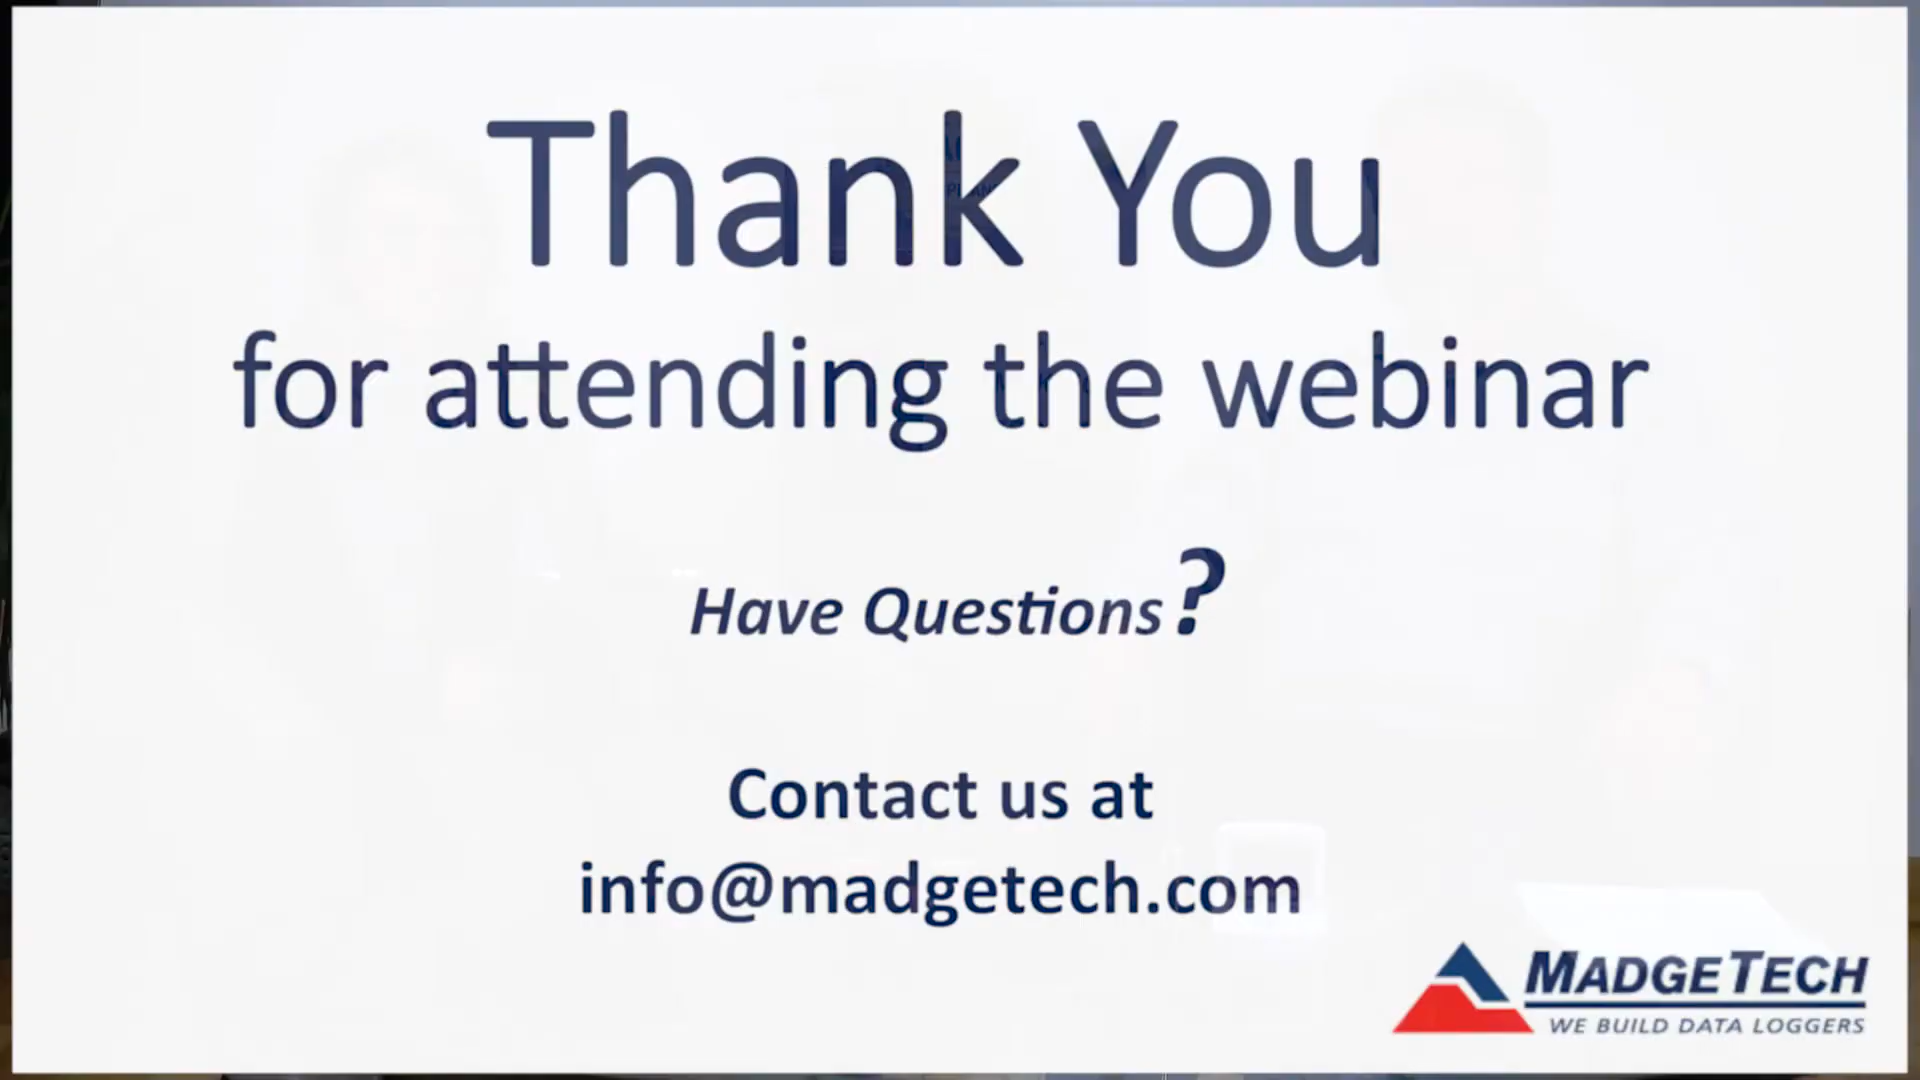 Thank You
for attending the webinar
Have Questions?
Contact us at
info@madgetech.com
MADGETECH
WE BUILD DATA LOGGERS